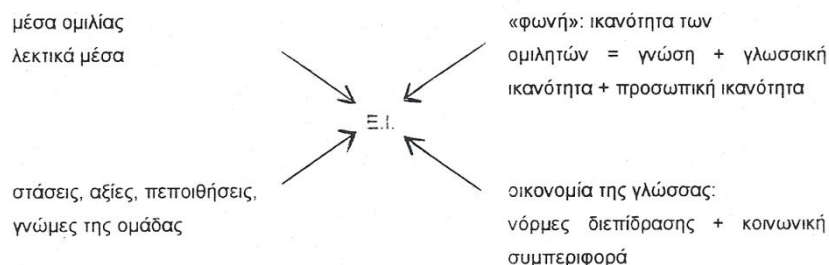 μέσα ομιλίας
λεκτικά μέσα
«φωνή»: ικανότητα των
ομιλητών = γνώση + γλωσσική
ικανότητα + προσωπική ικανότητα
Ε.Ι.
στάσεις, αξίες, πεποιθήσεις,
γνώμες της ομάδας
οικονομία της γλώσσας:
νόρμες διεπίδρασης + κοινωνική
συμπεριφορά